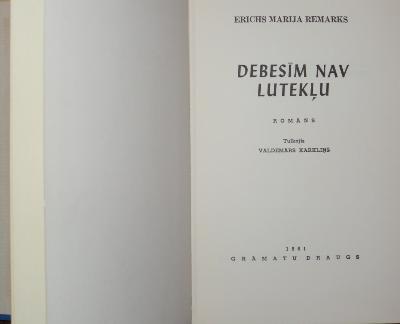 ERICHS MARIJA REMARKS
DEBESĪM NAV
LUTEKĻU
ROMĀNS
Tulkojis
VALDEMĀRS KĀRKLIŅŠ
1961
GRĀMATU DRAUGS